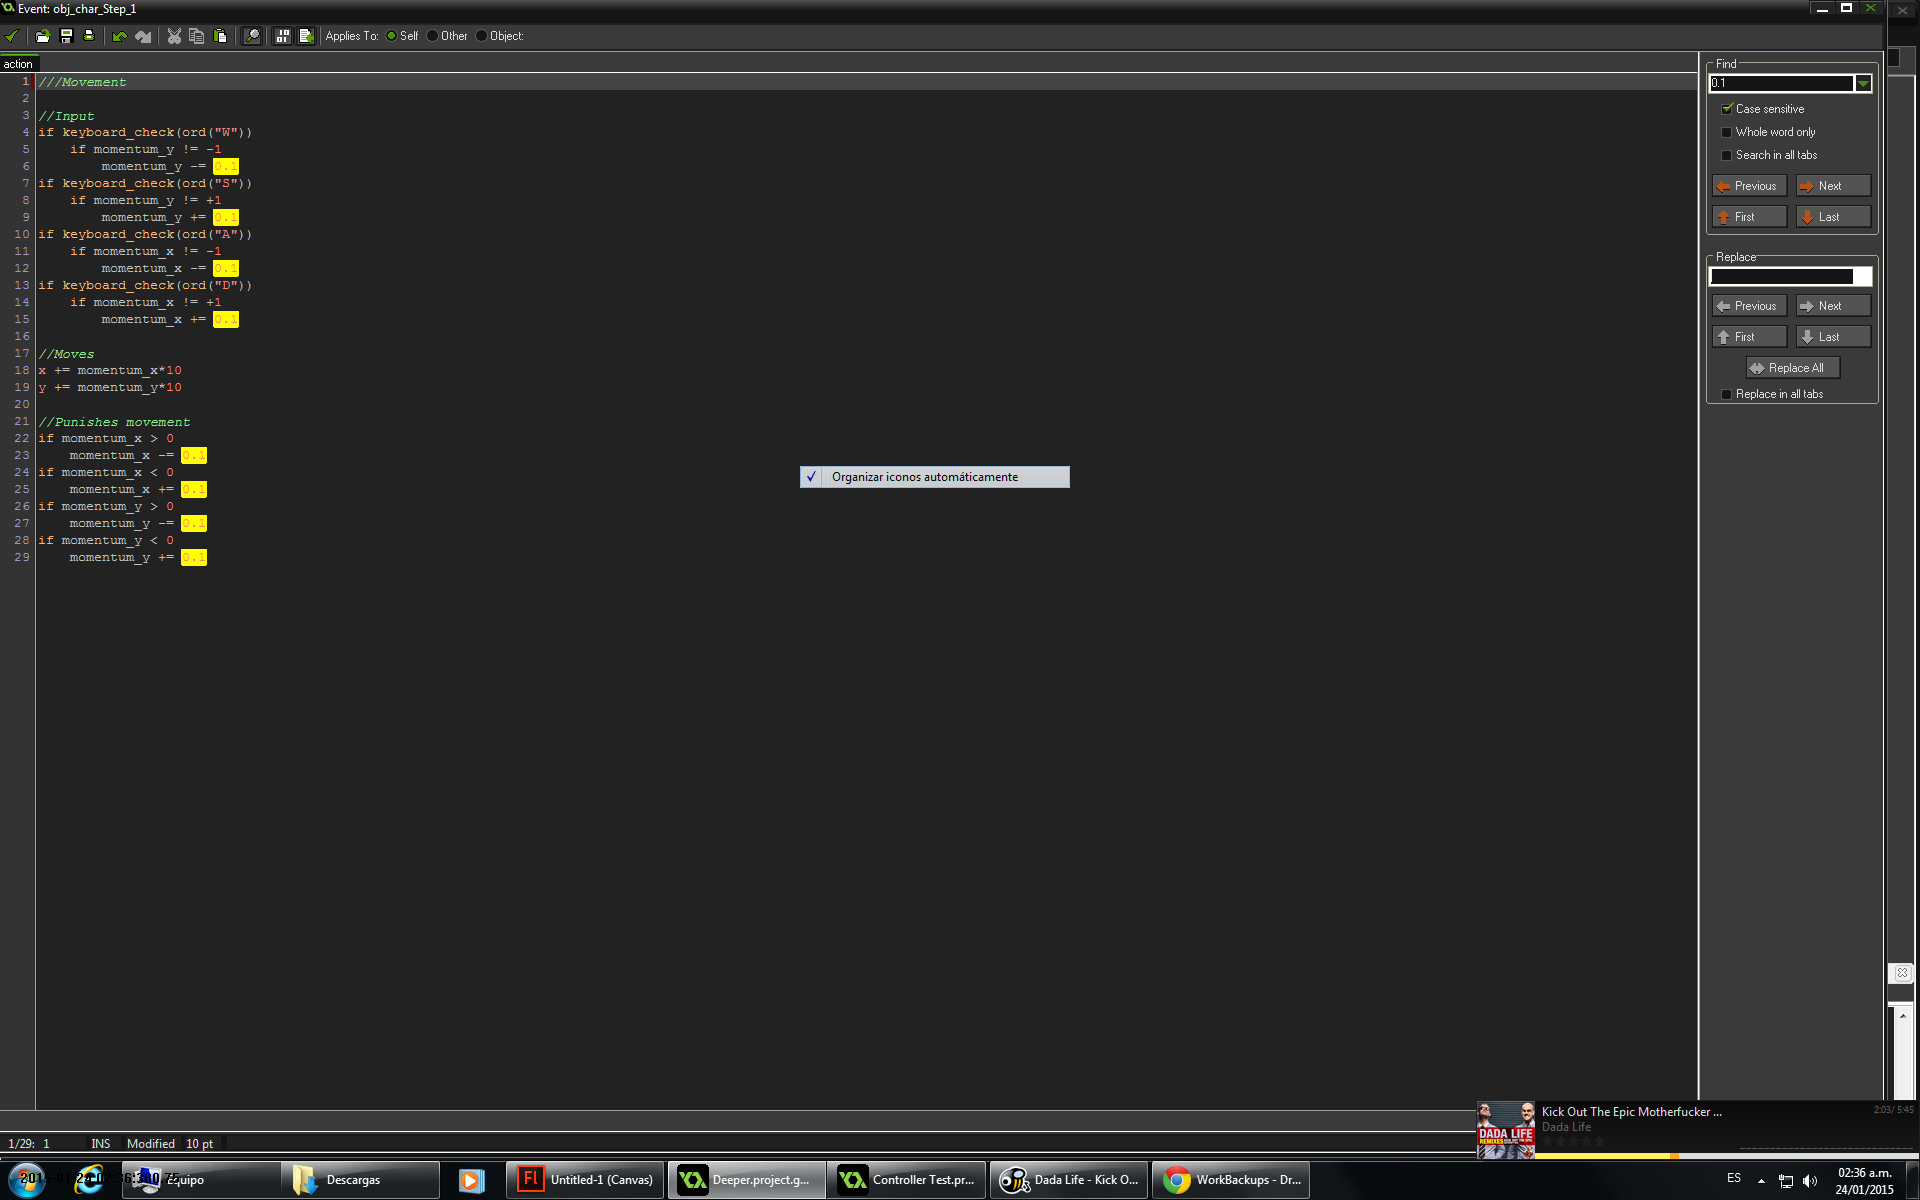 Event: obj_char_Step_1
Applies To: Self Other Object:
action
1 ///Movement
2
3 //Input
4 if keyboard_check(ord("W"))
5 if momentum_y != -1
6 momentum_y -= 0.1
7 if keyboard_check(ord("S"))
8 if momentum_y != +1
9 momentum_y += 0.1
10 if keyboard_check(ord("A"))
11 if momentum_x != -1
12 momentum_x -= 0.1
13 if keyboard_check(ord("D"))
14 if momentum_x != +1
15 momentum_x += 0.1
16
17 //Moves
18 x += momentum_x*10
19 y += momentum_y*10
20
21 //Punishes movement
22 if momentum_x > 0
23 momentum_x -= 0.1
24 if momentum_x < 0
25 momentum_x += 0.1
26 if momentum_y > 0
27 momentum_y -= 0.1
28 if momentum_y < 0
29 momentum_y += 0.1
Organizar iconos automáticamente
Find
0.1
Case sensitive
Whole word only
Search in all tabs
Previous Next
First Last
Replace
Previous Next
First Last
Replace All
Replace in all tabs
Kick Out The Epic Motherfucker ...
2:03/ 5:45
Dada Life
DADA LIFE
1/29: 1 INS Modified 10 pt
Equipo Descargas Untitled-1 (Canvas) Deeper.project.g... Controller Test.pr... Dada Life - Kick O... WorkBackups - Dr... ES
02:36 a.m.
24/01/2015